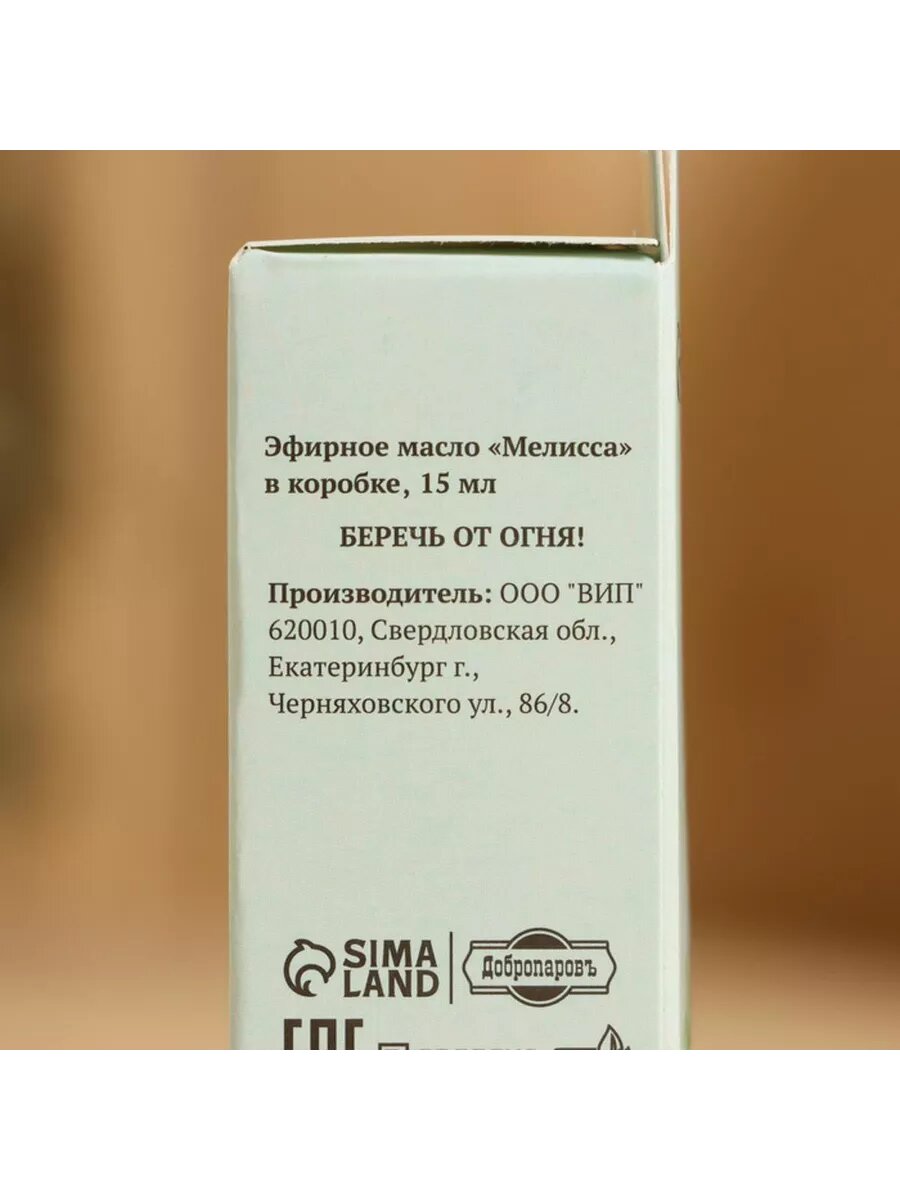 Эфирное масло «Мелисса»
в коробке, 15 мл
БЕРЕЧЬ ОТ ОГНЯ!
Производитель: ООО "ВИП"
620010, Свердловская обл.,
Екатеринбург г.,
Черняховского ул., 86/8.
SIMA
LAND
Добропаровъ